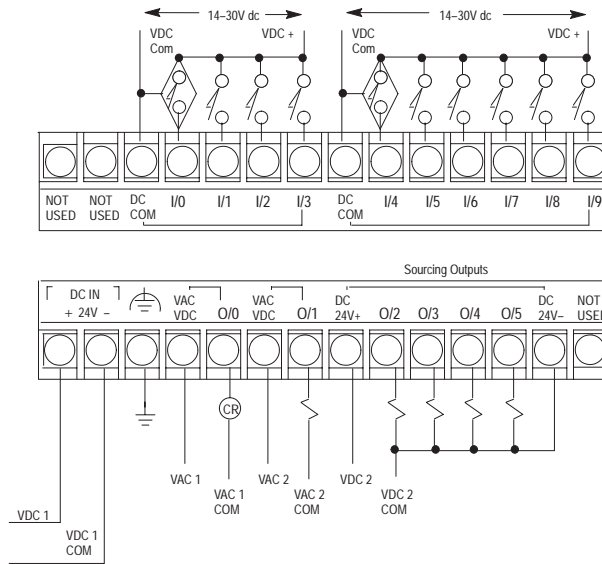 14–30V dc
14–30V dc
VDC
Com
VDC +
VDC
Com
VDC +
NOT
USED
NOT
USED
DC
COM
I/0
I/1
I/2
I/3
DC
COM
I/4
I/5
I/6
I/7
I/8
I/9
Sourcing Outputs
DC IN
+ 24V –
VAC
VDC
O/0
VAC
VDC
O/1
DC
24V+
O/2
O/3
O/4
O/5
DC
24V–
NOT
USED
CR
VAC 1
VAC 1
COM
VAC 2
VAC 2
COM
VDC 2
VDC 2
COM
VDC 1
VDC 1
COM